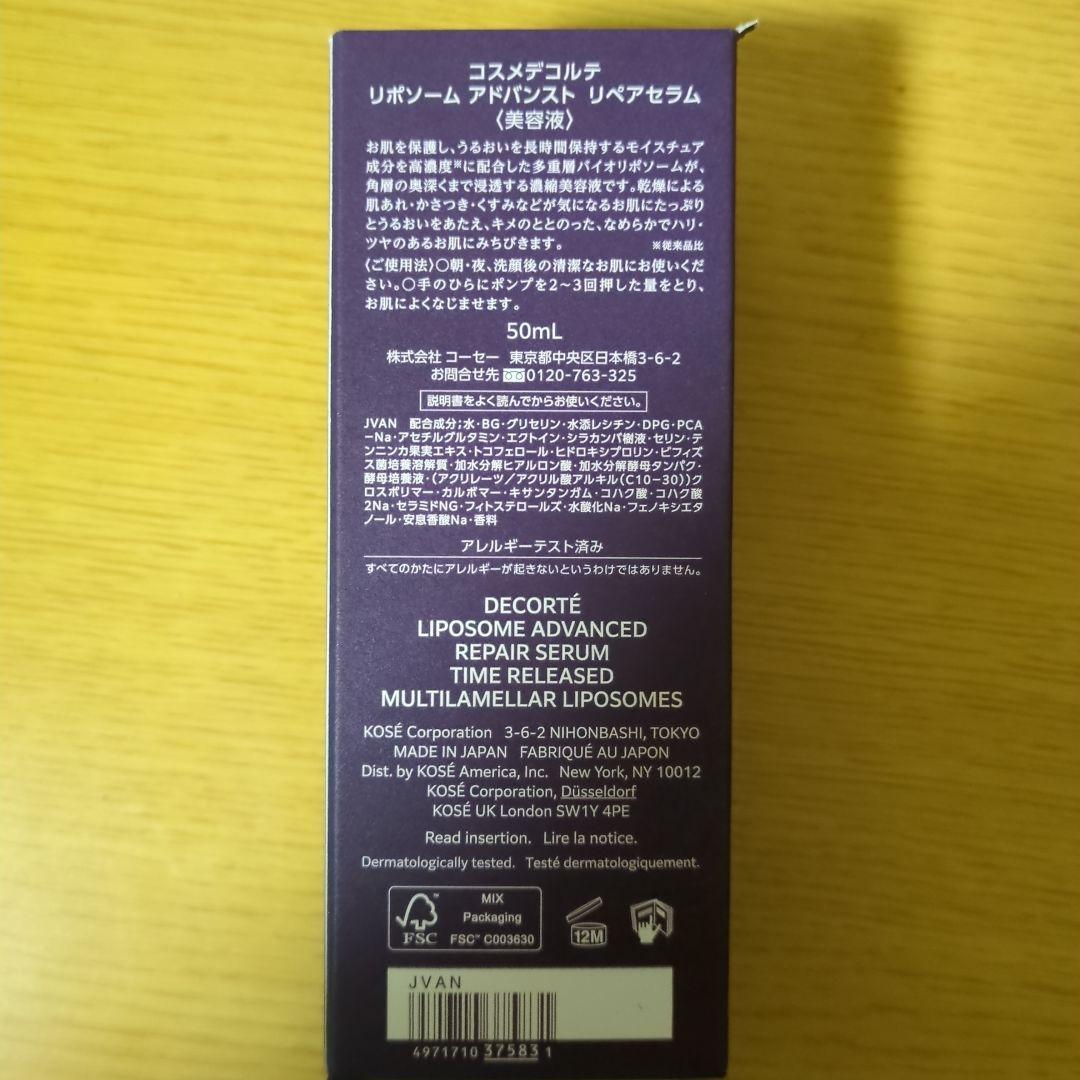 コスメデコルテ
リポソーム アドバンスト リペアセラム
〈美容液〉
お肌を保護し、うるおいを長時間保持するモイスチュア
成分を高濃度※に配合した多重層バイオリポソームが、
角層の奥深くまで浸透する濃縮美容液です。乾燥による
肌あれ・かさつき・くすみなどが気になるお肌にたっぷり
とうるおいをあたえ、キメのととのった、なめらかでハリ・
ツヤのあるお肌にみちびきます。 ※従来品比
〈ご使用法〉〇朝・夜、洗顔後の清潔なお肌にお使いくだ
さい。〇手のひらにポンプを2～3回押した量をとり、
お肌によくなじませます。
50mL
株式会社 コーセー 東京都中央区日本橋3-6-2
お問合せ先 0120-763-325
説明書をよく読んでからお使いください。
JVAN 配合成分;水・BG・グリセリン・水添レシチン・DPG・PCA
-Na・アセチルグルタミン・エクトイン・シラカンバ樹液・セリン・テ
ンニンカ果実エキス・トコフェロール・ヒドロキシプロリン・ビフィズ
ス菌培養溶解質・加水分解ヒアルロン酸・加水分解酵母タンパク・
酵母培養液・(アクリレーツ/アクリル酸アルキル(C10-30))ク
ロスポリマー・カルボマー・キサンタンガム・コハク酸・コハク酸
2Na・セラミドNG・フィトステロールズ・水酸化Na・フェノキシエタ
ノール・安息香酸Na・香料
アレルギーテスト済み
すべてのかたにアレルギーが起きないというわけではありません。
DECORTÉ
LIPOSOME ADVANCED
REPAIR SERUM
TIME RELEASED
MULTILAMELLAR LIPOSOMES
KOSÉ Corporation 3-6-2 NIHONBASHI, TOKYO
MADE IN JAPAN FABRIQUÉ AU JAPON
Dist. by KOSÉ America, Inc. New York, NY 10012
KOSÉ Corporation, Düsseldorf
KOSÉ UK London SW1Y 4PE
Read insertion. Lire la notice.
Dermatologically tested. Testé dermatologiquement.
MIX
Packaging
FSC™ C003630
FSC
12M
JVAN
4971710 37583 1